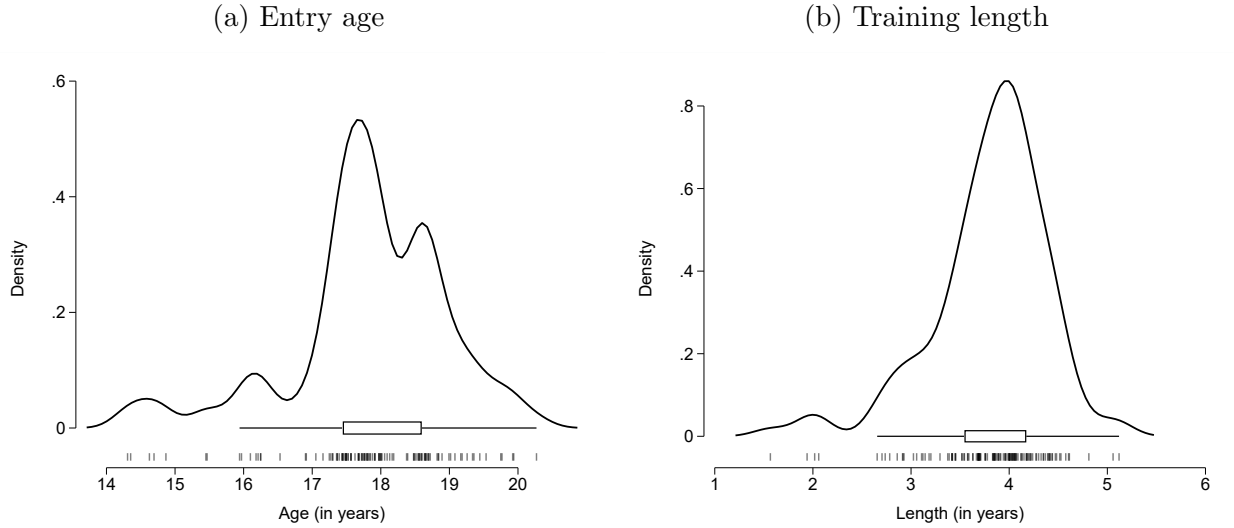 (a) Entry age
.6
.4
.2
0
Density
14 15 16 17 18 19 20
Age (in years)
(b) Training length
.8
.6
.4
.2
0
Density
1 2 3 4 5 6
Length (in years)